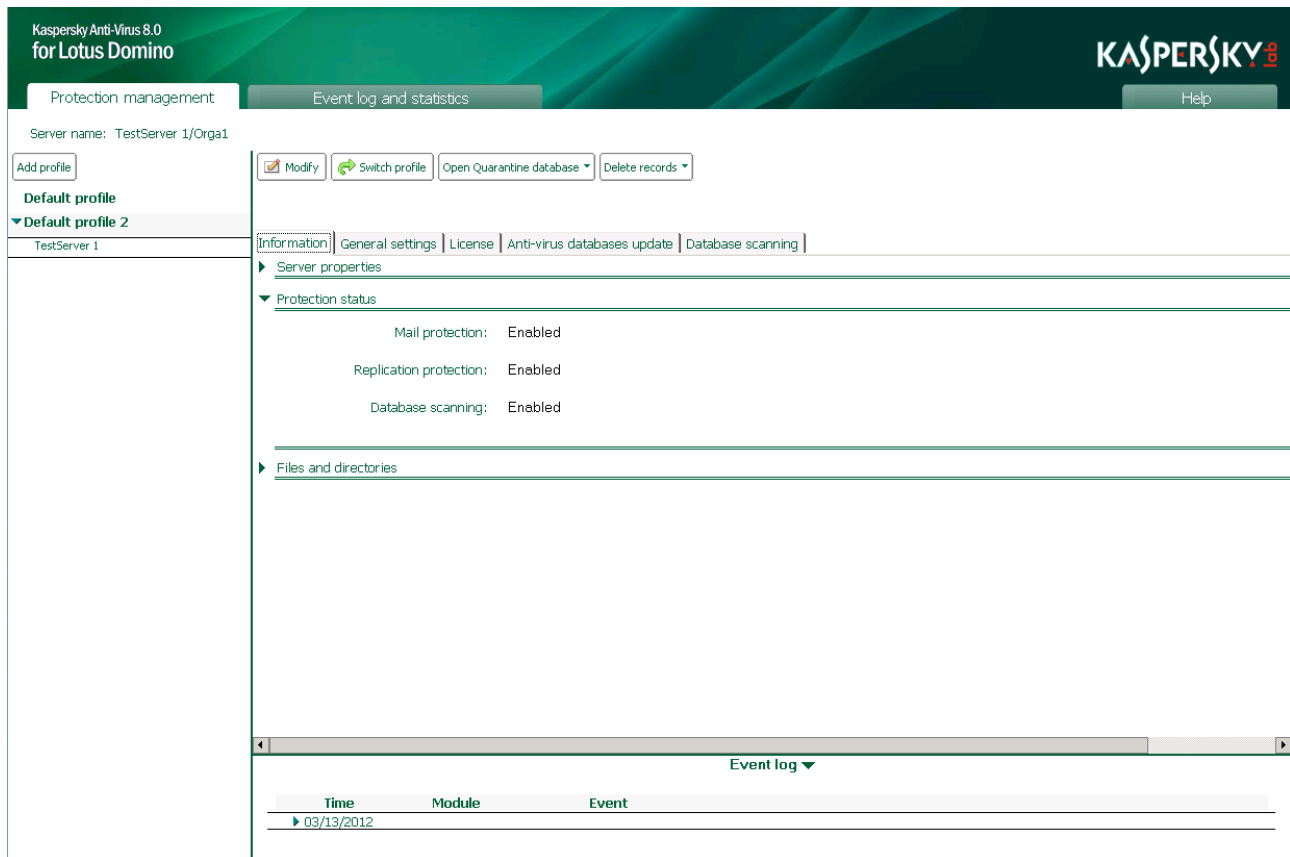 Kaspersky Anti-Virus 8.0
for Lotus Domino
KASPERSKY lab
Protection management
Event log and statistics
Help
Server name: TestServer 1/Orga1
Add profile
Modify
Switch profile
Open Quarantine database
Delete records
Default profile
Default profile 2
TestServer 1
Information
General settings
License
Anti-virus databases update
Database scanning
Server properties
Protection status
Mail protection: Enabled
Replication protection: Enabled
Database scanning: Enabled
Files and directories
Event log
Time Module Event
03/13/2012